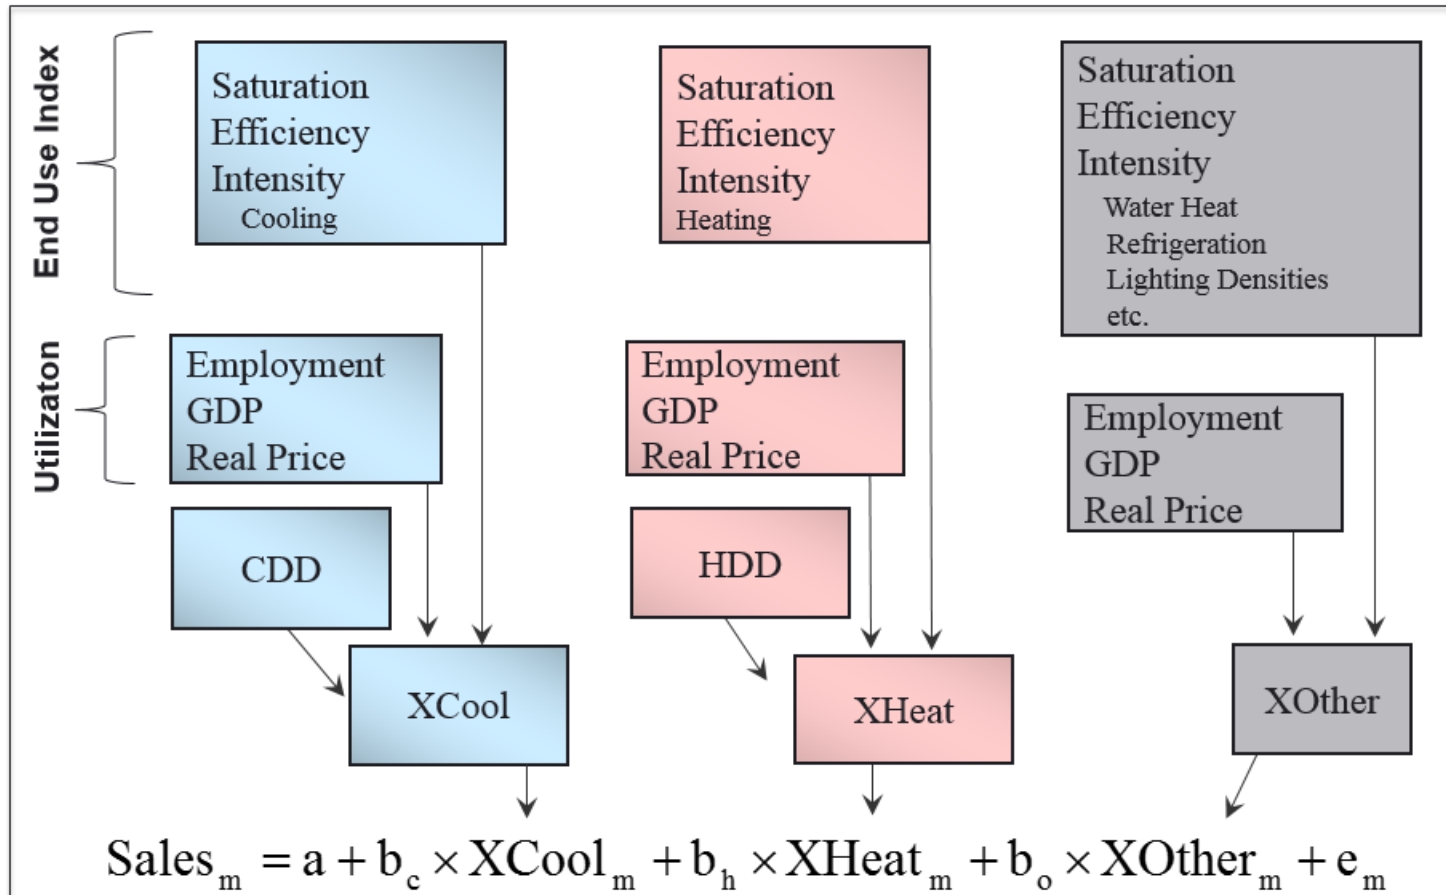 End Use Index
Saturation
Efficiency
Intensity
Cooling
Saturation
Efficiency
Intensity
Heating
Saturation
Efficiency
Intensity
Water Heat
Refrigeration
Lighting Densities
etc.
Utilizaton
Employment
GDP
Real Price
Employment
GDP
Real Price
Employment
GDP
Real Price
CDD
HDD
XCool
XHeat
XOther
Salesₘ = a + b_c × XCoolₘ + bₕ × XHeatₘ + bₒ × XOtherₘ + eₘ